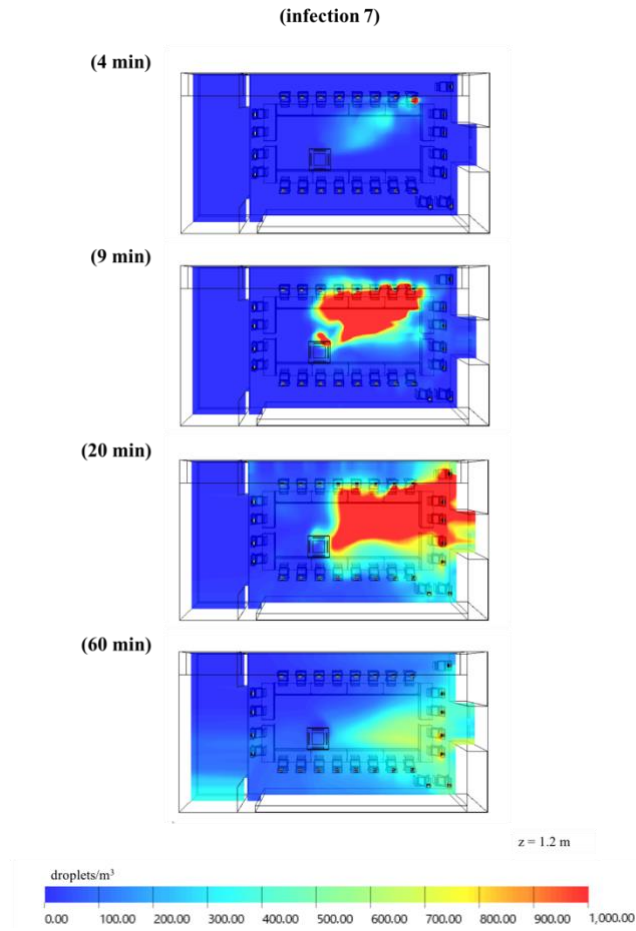 (infection 7)
(4 min)
(9 min)
(20 min)
(60 min)
z = 1.2 m
droplets/m³
0.00 100.00 200.00 300.00 400.00 500.00 600.00 700.00 800.00 900.00 1,000.00